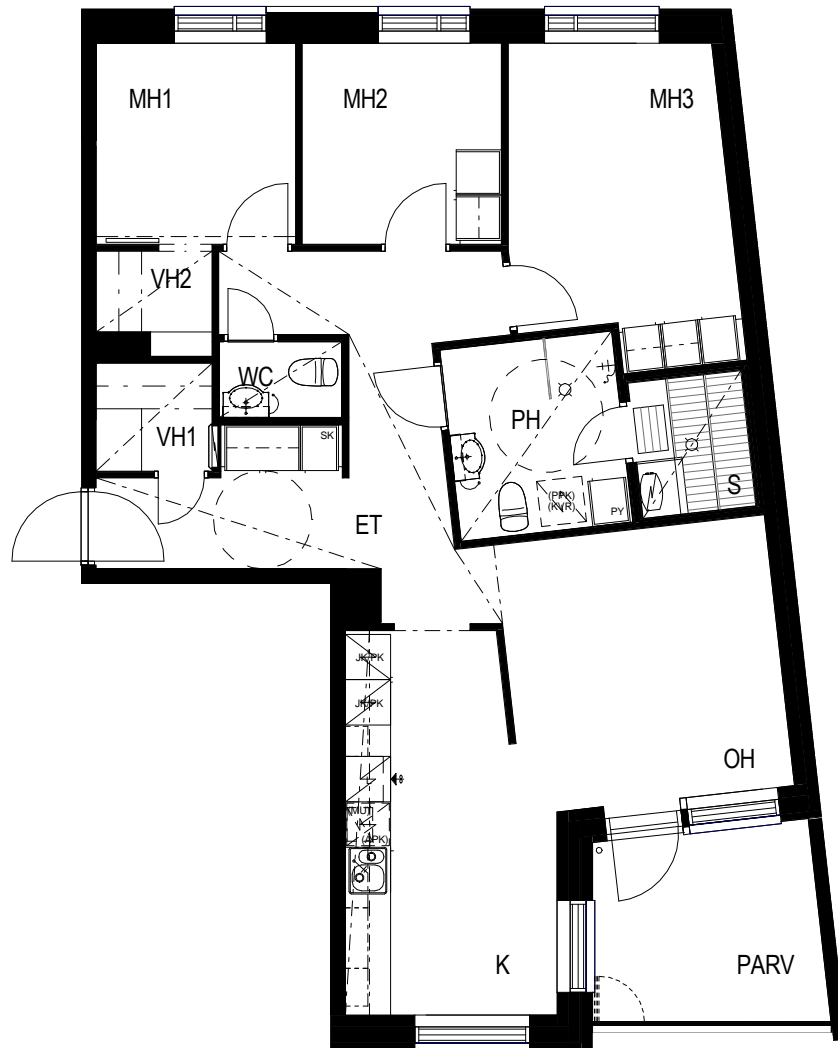 MH1
MH2
MH3
VH2
WC
VH1
SK
PH
S
(PPK)
(KVR)
PY
ET
JK/PK
JK/PK
OH
(MU)
(APK)
K
PARV